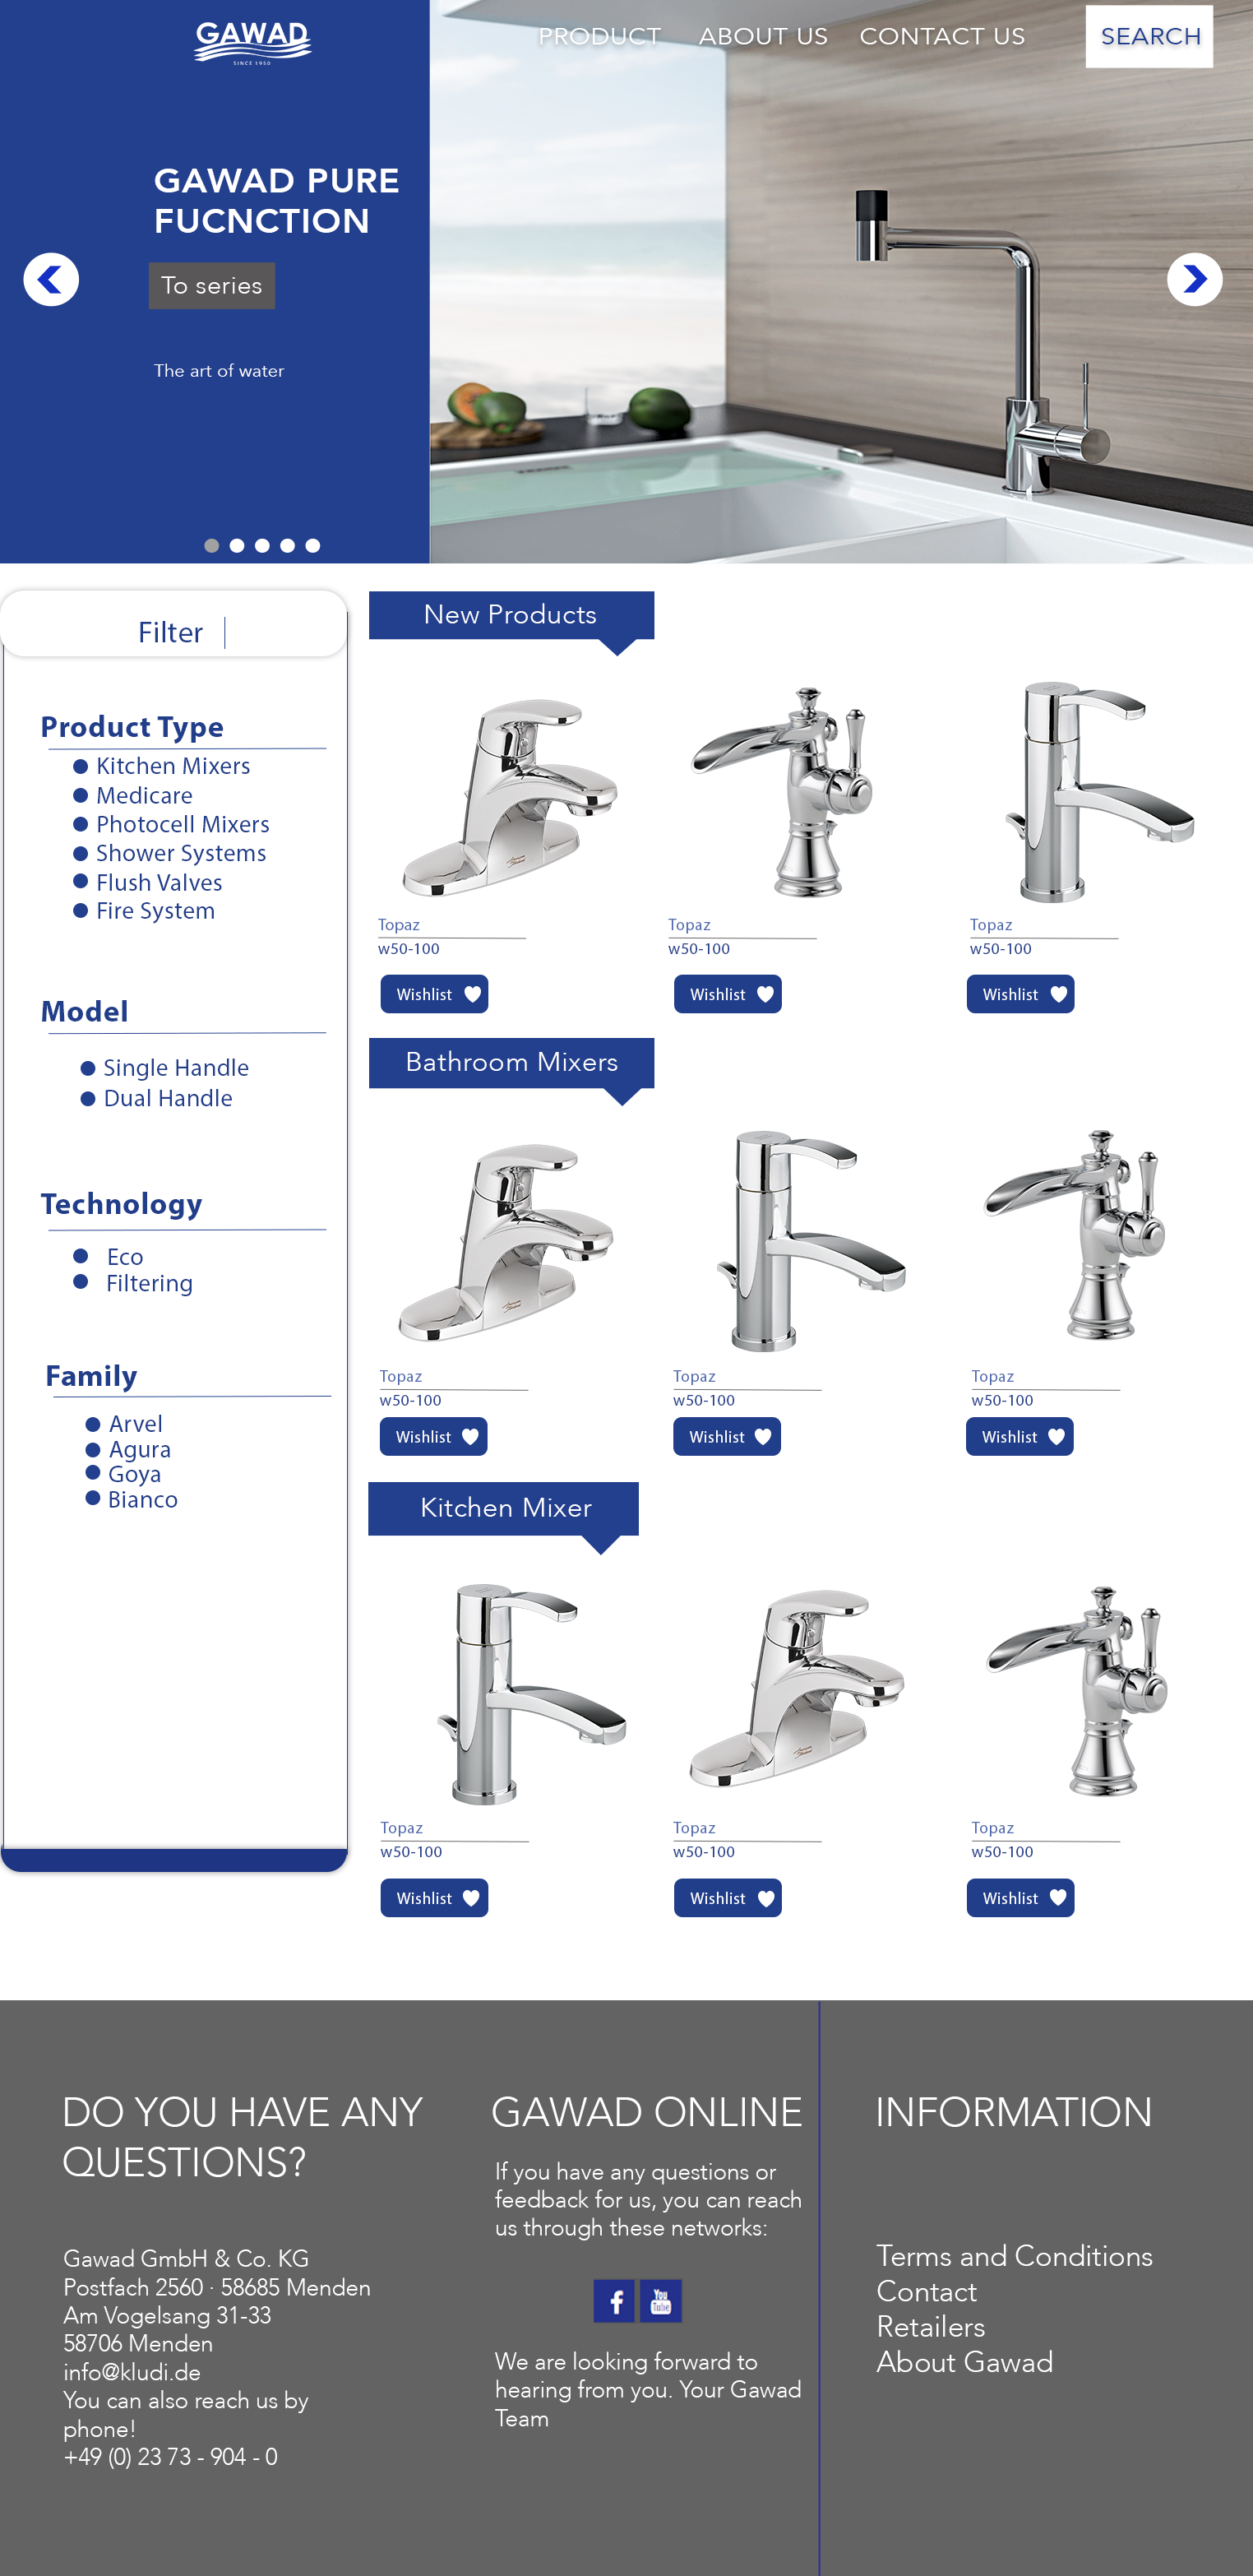 GAWAD
SINCE 1950
PRODUCT
ABOUT US
CONTACT US
SEARCH
GAWAD PURE
FUCNCTION
To series
The art of water
Filter
Product Type
Kitchen Mixers
Medicare
Photocell Mixers
Shower Systems
Flush Valves
Fire System
Model
Single Handle
Dual Handle
Technology
Eco
Filtering
Family
Arvel
Agura
Goya
Bianco
New Products
Topaz
w50-100
Wishlist
Topaz
w50-100
Wishlist
Topaz
w50-100
Wishlist
Bathroom Mixers
Topaz
w50-100
Wishlist
Topaz
w50-100
Wishlist
Topaz
w50-100
Wishlist
Kitchen Mixer
Topaz
w50-100
Wishlist
Topaz
w50-100
Wishlist
Topaz
w50-100
Wishlist
DO YOU HAVE ANY
QUESTIONS?
Gawad GmbH & Co. KG
Postfach 2560 · 58685 Menden
Am Vogelsang 31-33
58706 Menden
info@kludi.de
You can also reach us by
phone!
+49 (0) 23 73 - 904 - 0
GAWAD ONLINE
If you have any questions or
feedback for us, you can reach
us through these networks:
f
You
Tube
We are looking forward to
hearing from you. Your Gawad
Team
INFORMATION
Terms and Conditions
Contact
Retailers
About Gawad